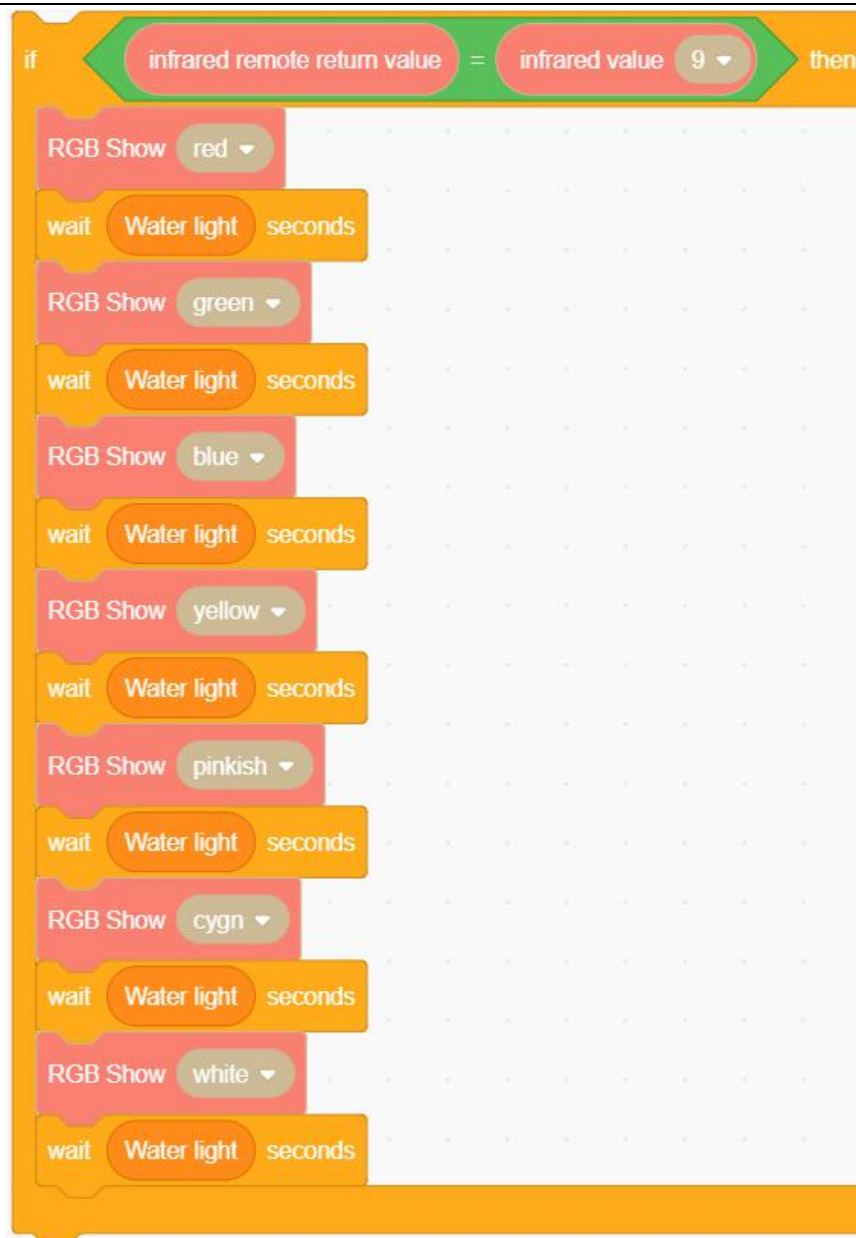 if infrared remote return value = infrared value 9 then
RGB Show red
wait Water light seconds
RGB Show green
wait Water light seconds
RGB Show blue
wait Water light seconds
RGB Show yellow
wait Water light seconds
RGB Show pinkish
wait Water light seconds
RGB Show cygn
wait Water light seconds
RGB Show white
wait Water light seconds